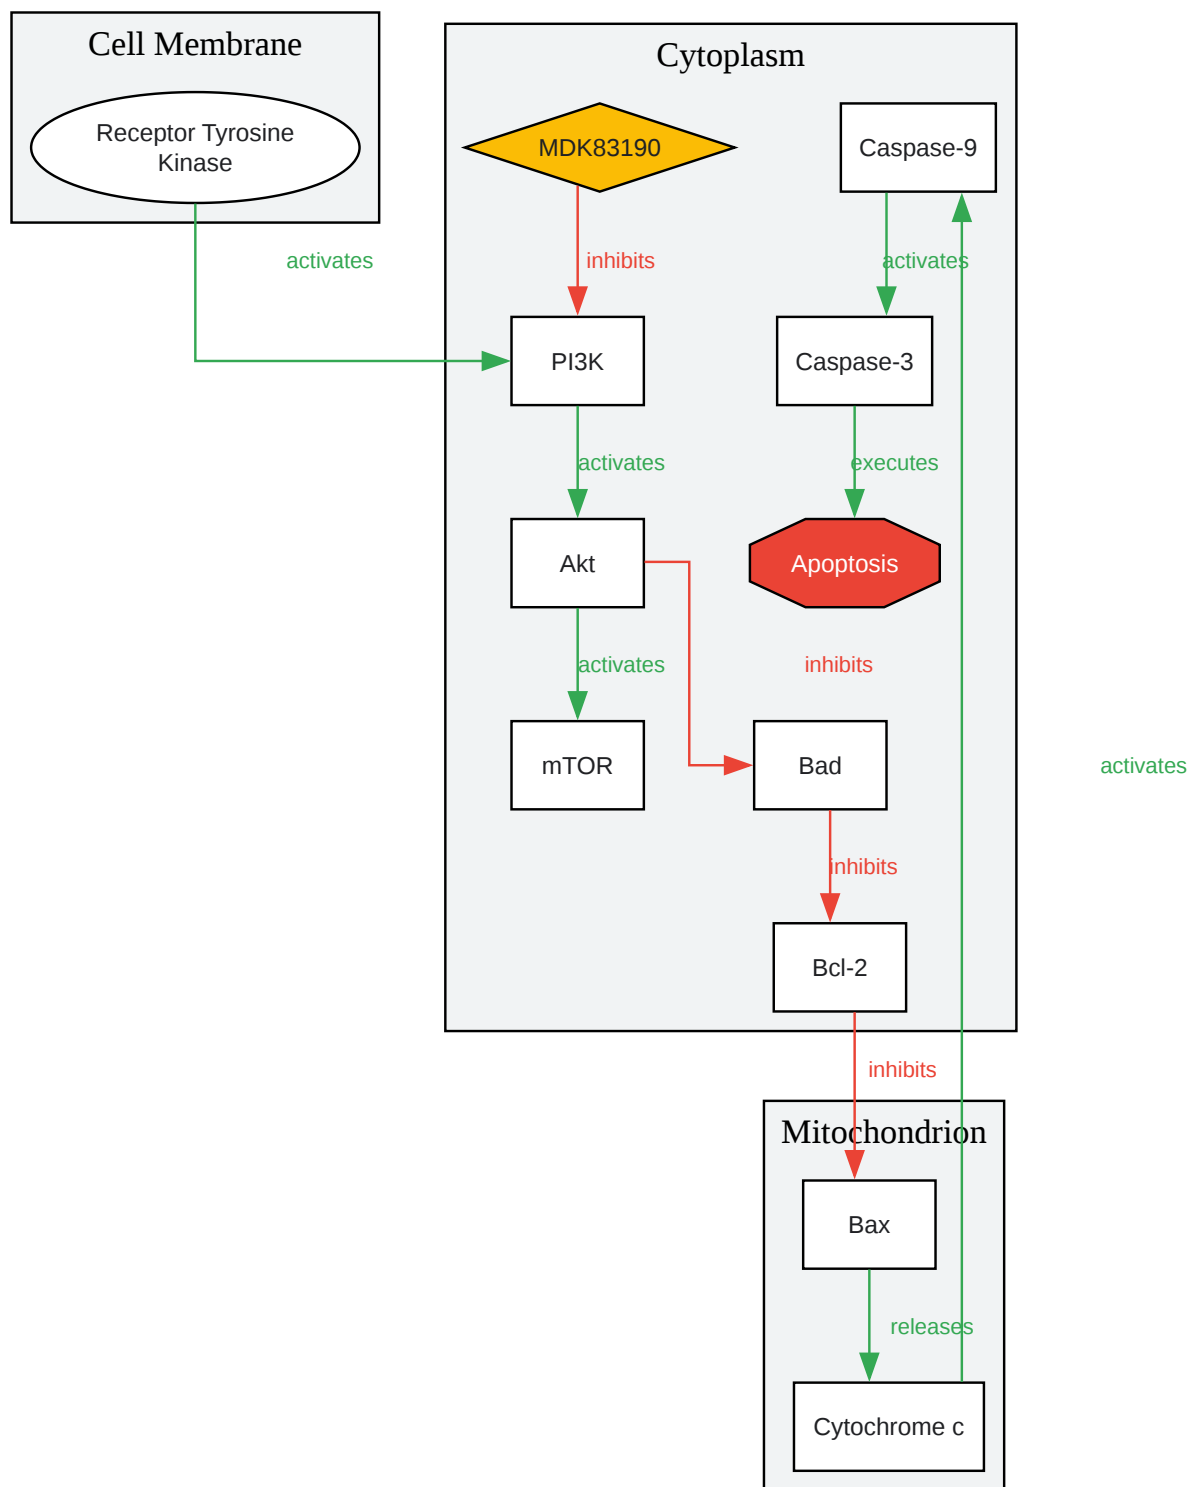 Cell Membrane
Receptor Tyrosine
Kinase
activates
Cytoplasm
MDK83190
Caspase-9
inhibits
activates
PI3K
Caspase-3
activates
executes
Akt
Apoptosis
activates
inhibits
mTOR
Bad
activates
inhibits
Bcl-2
inhibits
Mitochondrion
Bax
releases
Cytochrome c